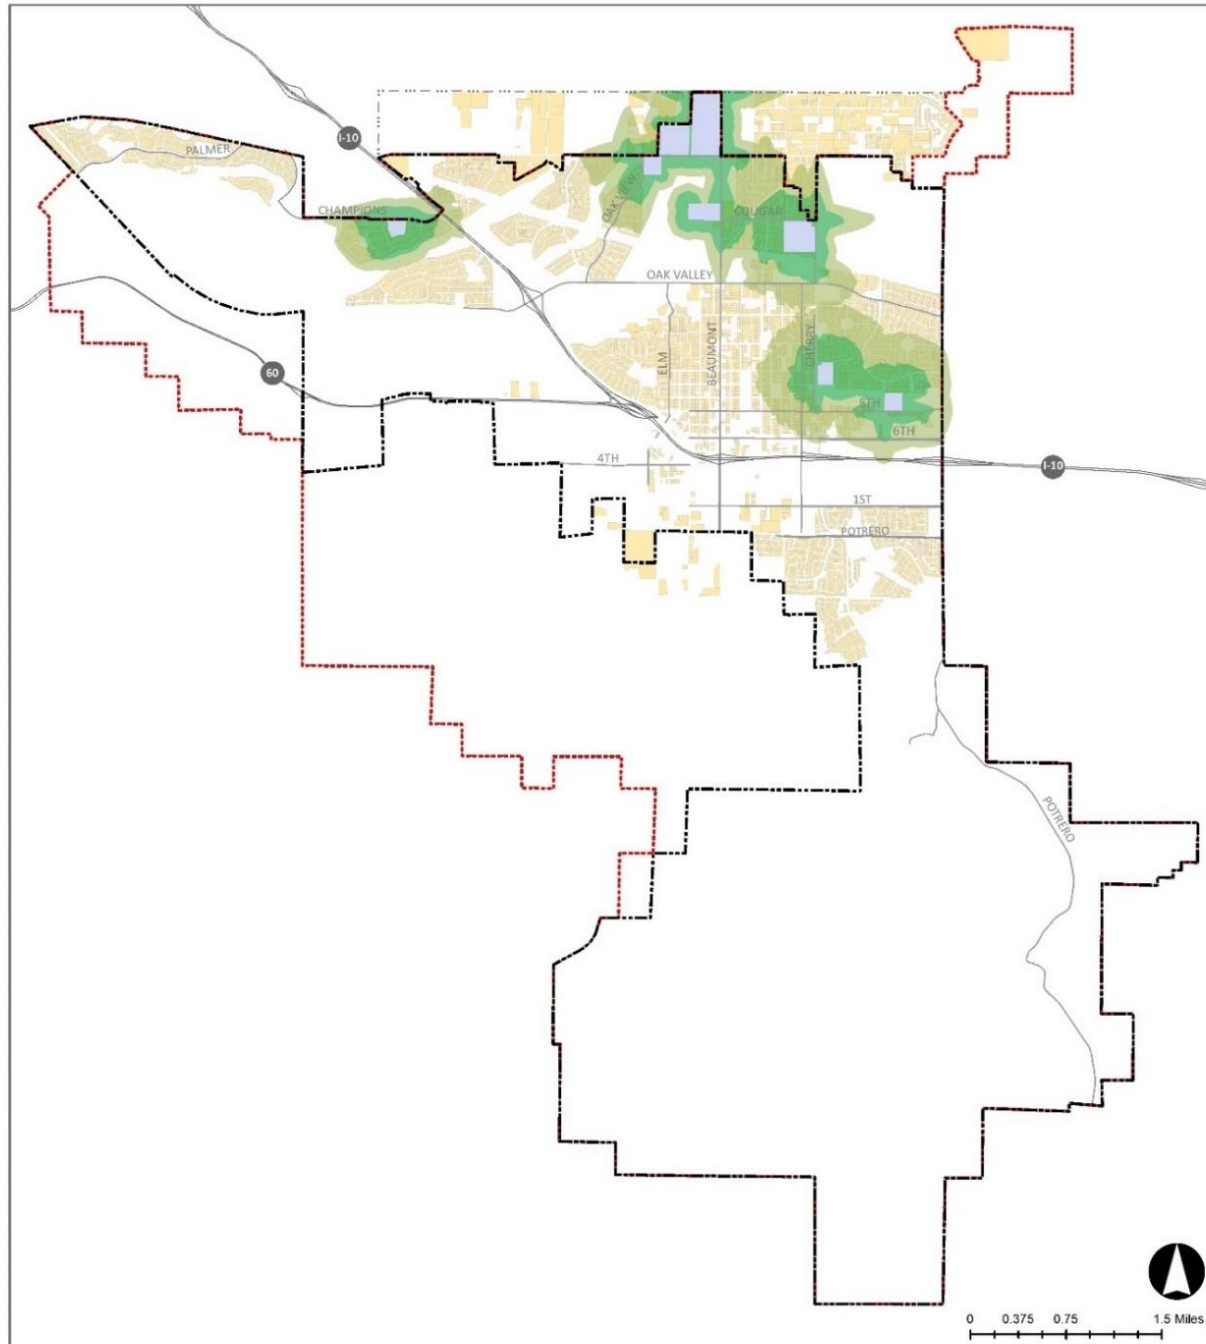 I-10
PALMER
CHAMPIONS
OAK VIEW
COUGAR
OAK VALLEY
ELM
BEAUMONT
CHERRY
60
8TH
6TH
4TH
I-10
1ST
POTRERO
POTRERO
0 0.375 0.75 1.5 Miles